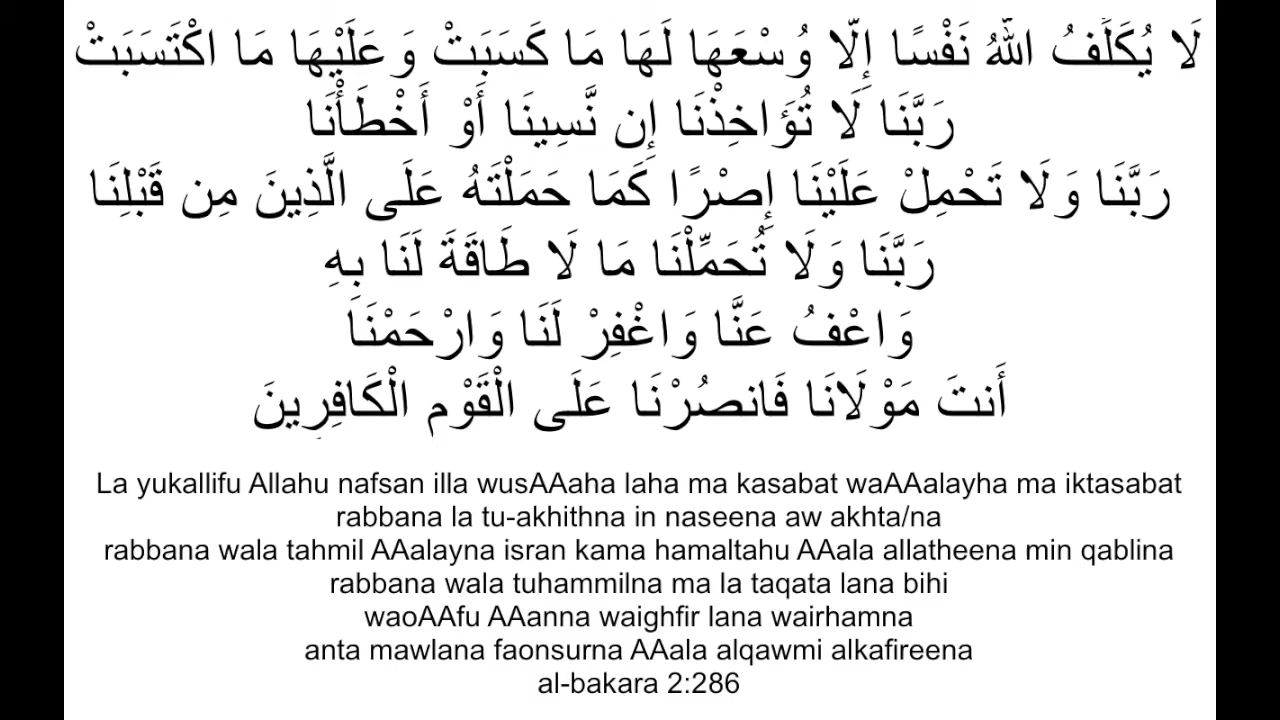 لَا يُكَلِّفُ اللَّهُ نَفْسًا إِلَّا وُسْعَهَا لَهَا مَا كَسَبَتْ وَعَلَيْهَا مَا اكْتَسَبَتْ
رَبَّنَا لَا تُؤَاخِذْنَا إِن نَّسِينَا أَوْ أَخْطَأْنَا
رَبَّنَا وَلَا تَحْمِلْ عَلَيْنَا إِصْرًا كَمَا حَمَلْتَهُ عَلَى الَّذِينَ مِن قَبْلِنَا
رَبَّنَا وَلَا تُحَمِّلْنَا مَا لَا طَاقَةَ لَنَا بِهِ
وَاعْفُ عَنَّا وَاغْفِرْ لَنَا وَارْحَمْنَا
أَنتَ مَوْلَانَا فَانصُرْنَا عَلَى الْقَوْمِ الْكَافِرِينَ
La yukallifu Allahu nafsan illa wusAAaha laha ma kasabat waAAalayha ma iktasabat
rabbana la tu-akhithna in naseena aw akhta/na
rabbana wala tahmil AAalayna isran kama hamaltahu AAala allatheena min qablina
rabbana wala tuhammilna ma la taqata lana bihi
waoAAfu AAanna waighfir lana wairhamna
anta mawlana faonsurna AAala alqawmi alkafireena
al-bakara 2:286